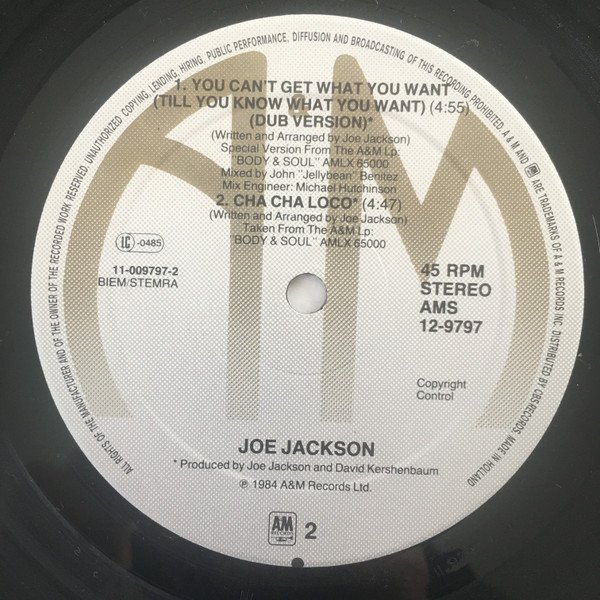 ALL RIGHTS OF THE MANUFACTURER AND OF THE OWNER OF THE RECORDED WORK RESERVED. UNAUTHORIZED COPYING, LENDING, HIRING, PUBLIC PERFORMANCE, DIFFUSION AND BROADCASTING OF THIS RECORDING PROHIBITED. A & M AND AM ARE TRADEMARKS OF A & M RECORDS INC. DISTRIBUTED BY CBS RECORDS. MADE IN HOLLAND
1. YOU CAN'T GET WHAT YOU WANT
(TILL YOU KNOW WHAT YOU WANT) (4:55)
(DUB VERSION)*
(Written and Arranged by Joe Jackson)
Special Version From The A&M Lp:
"BODY & SOUL" AMLX 65000
Mixed by John "Jellybean" Benitez
Mix Engineer: Michael Hutchinson
2. CHA CHA LOCO* (4:47)
(Written and Arranged by Joe Jackson)
Taken From The A&M Lp:
"BODY & SOUL" AMLX 65000
LC -0485
11-009797-2
BIEM/STEMRA
45 RPM
STEREO
AMS
12-9797
Copyright
Control
JOE JACKSON
* Produced by Joe Jackson and David Kershenbaum
℗ 1984 A&M Records Ltd.
AM
RECORDS
2